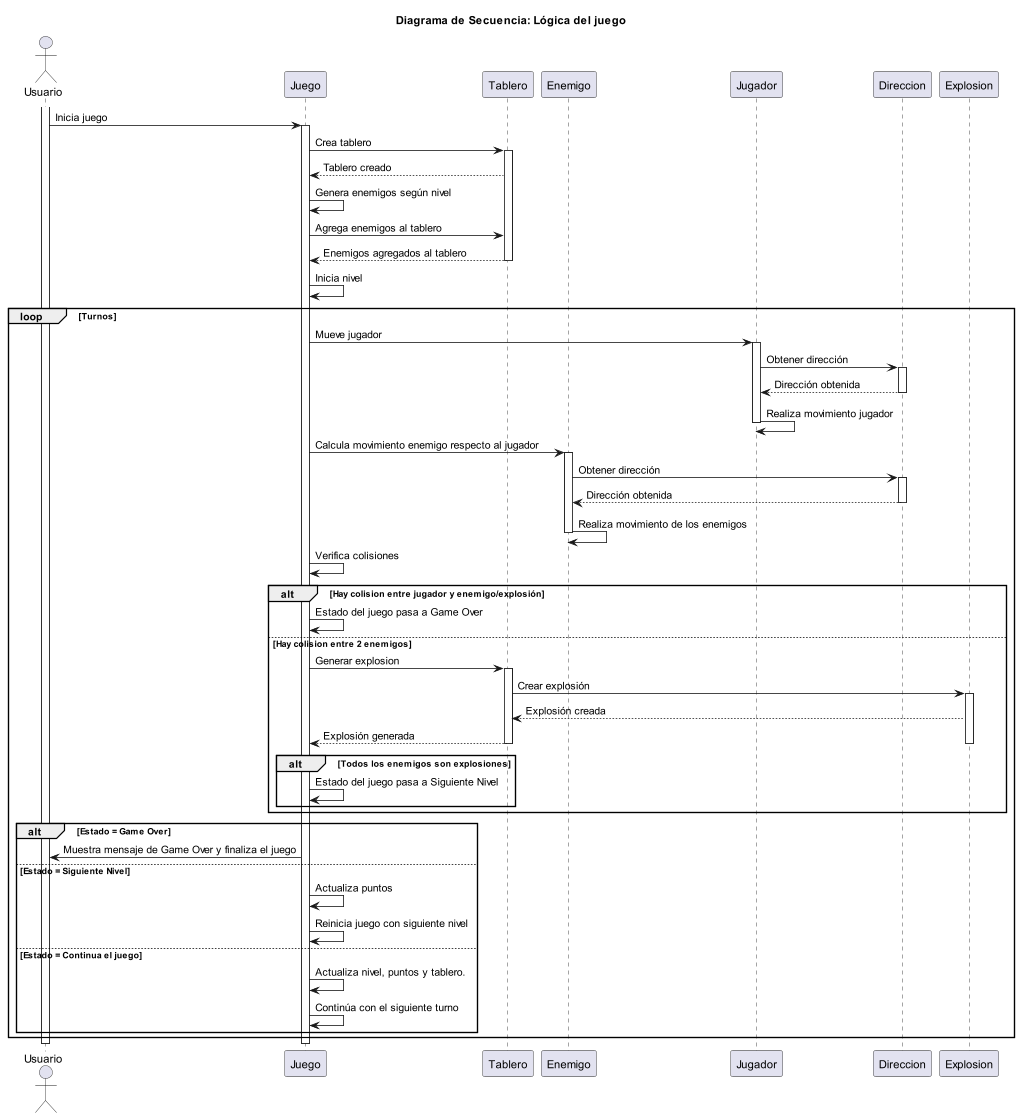 Diagrama de Secuencia: Lógica del juego
Usuario
Juego
Tablero
Enemigo
Jugador
Direccion
Explosion
Inicia juego
Crea tablero
Tablero creado
Genera enemigos según nivel
Agrega enemigos al tablero
Enemigos agregados al tablero
Inicia nivel
loop [Turnos]
Mueve jugador
Obtener dirección
Dirección obtenida
Realiza movimiento jugador
Calcula movimiento enemigo respecto al jugador
Obtener dirección
Dirección obtenida
Realiza movimiento de los enemigos
Verifica colisiones
alt [Hay colision entre jugador y enemigo/explosión]
Estado del juego pasa a Game Over
[Hay colision entre 2 enemigos]
Generar explosion
Crear explosión
Explosión creada
Explosión generada
alt [Todos los enemigos son explosiones]
Estado del juego pasa a Siguiente Nivel
alt [Estado = Game Over]
Muestra mensaje de Game Over y finaliza el juego
[Estado = Siguiente Nivel]
Actualiza puntos
Reinicia juego con siguiente nivel
[Estado = Continua el juego]
Actualiza nivel, puntos y tablero.
Continúa con el siguiente turno
Usuario
Juego
Tablero
Enemigo
Jugador
Direccion
Explosion